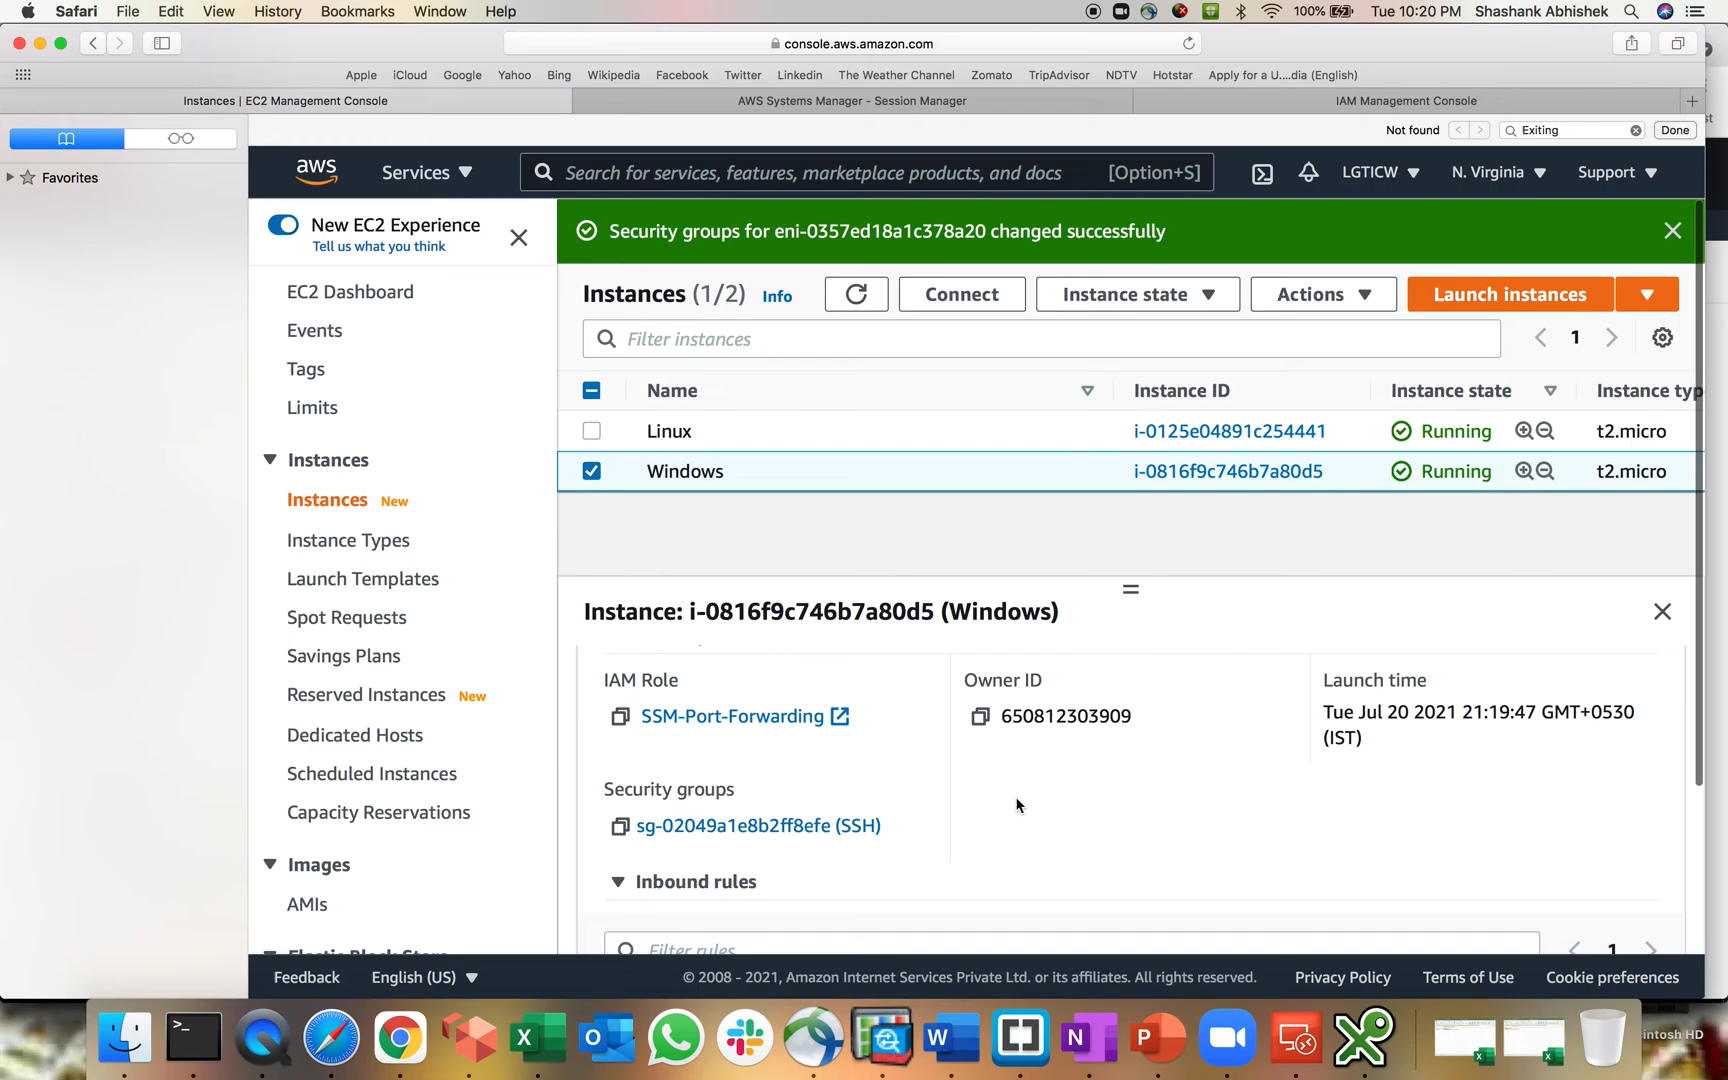 Safari File Edit View History Bookmarks Window Help
100% Tue 10:20 PM Shashank Abhishek
console.aws.amazon.com
Apple iCloud Google Yahoo Bing Wikipedia Facebook Twitter Linkedin The Weather Channel Zomato TripAdvisor NDTV Hotstar Apply for a U....dia (English)
Instances | EC2 Management Console
AWS Systems Manager - Session Manager
IAM Management Console
Not found
Exiting
Done
Favorites
aws
Services
Search for services, features, marketplace products, and docs [Option+S]
LGTICW
N. Virginia
Support
New EC2 Experience
Tell us what you think
EC2 Dashboard
Events
Tags
Limits
Instances
Instances New
Instance Types
Launch Templates
Spot Requests
Savings Plans
Reserved Instances New
Dedicated Hosts
Scheduled Instances
Capacity Reservations
Images
AMIs
Elastic Block Store
Security groups for eni-0357ed18a1c378a20 changed successfully
Instances (1/2) Info
Connect
Instance state
Actions
Launch instances
Filter instances
1
Name Instance ID Instance state Instance typ
Linux i-0125e04891c254441 Running t2.micro
Windows i-0816f9c746b7a80d5 Running t2.micro
Instance: i-0816f9c746b7a80d5 (Windows)
IAM Role
SSM-Port-Forwarding
Owner ID
650812303909
Launch time
Tue Jul 20 2021 21:19:47 GMT+0530
(IST)
Security groups
sg-02049a1e8b2ff8efe (SSH)
Inbound rules
Filter rules
1
Feedback English (US)
© 2008 - 2021, Amazon Internet Services Private Ltd. or its affiliates. All rights reserved.
Privacy Policy Terms of Use Cookie preferences